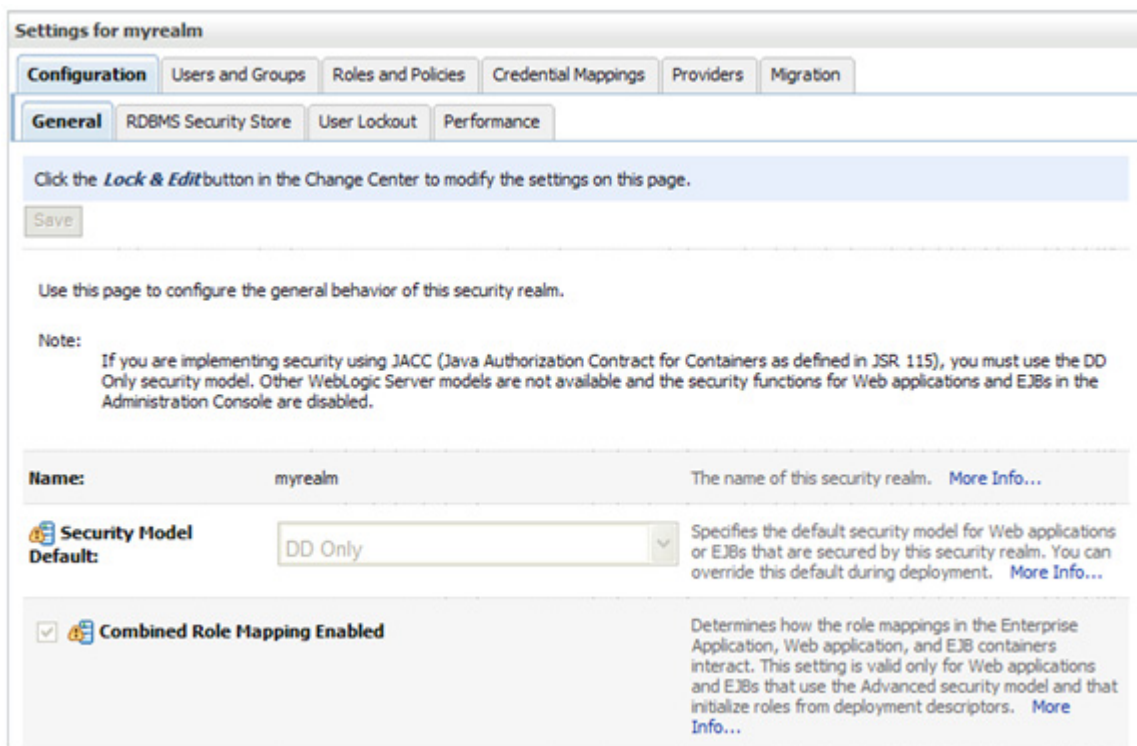 Settings for myrealm
Configuration Users and Groups Roles and Policies Credential Mappings Providers Migration
General RDBMS Security Store User Lockout Performance
Click the Lock & Edit button in the Change Center to modify the settings on this page.
Save
Use this page to configure the general behavior of this security realm.
Note:
If you are implementing security using JACC (Java Authorization Contract for Containers as defined in JSR 115), you must use the DD
Only security model. Other WebLogic Server models are not available and the security functions for Web applications and EJBs in the
Administration Console are disabled.
Name: myrealm The name of this security realm. More Info...
Security Model
Default:
DD Only
Specifies the default security model for Web applications
or EJBs that are secured by this security realm. You can
override this default during deployment. More Info...
Combined Role Mapping Enabled
Determines how the role mappings in the Enterprise
Application, Web application, and EJB containers
interact. This setting is valid only for Web applications
and EJBs that use the Advanced security model and that
initialize roles from deployment descriptors. More
Info...